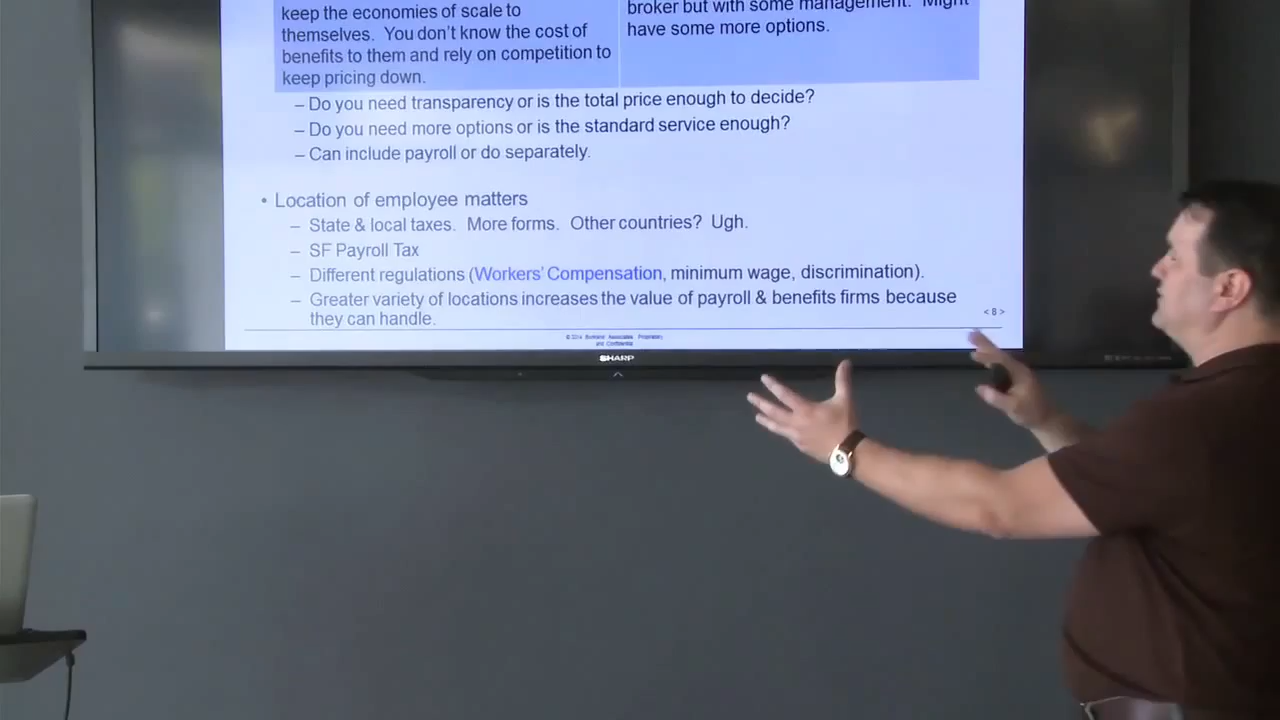 keep the economies of scale to
themselves. You don't know the cost of
benefits to them and rely on competition to
keep pricing down.
broker but with some management. Might
have some more options.
– Do you need transparency or is the total price enough to decide?
– Do you need more options or is the standard service enough?
– Can include payroll or do separately.
• Location of employee matters
– State & local taxes. More forms. Other countries? Ugh.
– SF Payroll Tax
– Different regulations (Workers' Compensation, minimum wage, discrimination).
– Greater variety of locations increases the value of payroll & benefits firms because
they can handle.
< 8 >
Associates Proprietary
and Confidential
SHARP